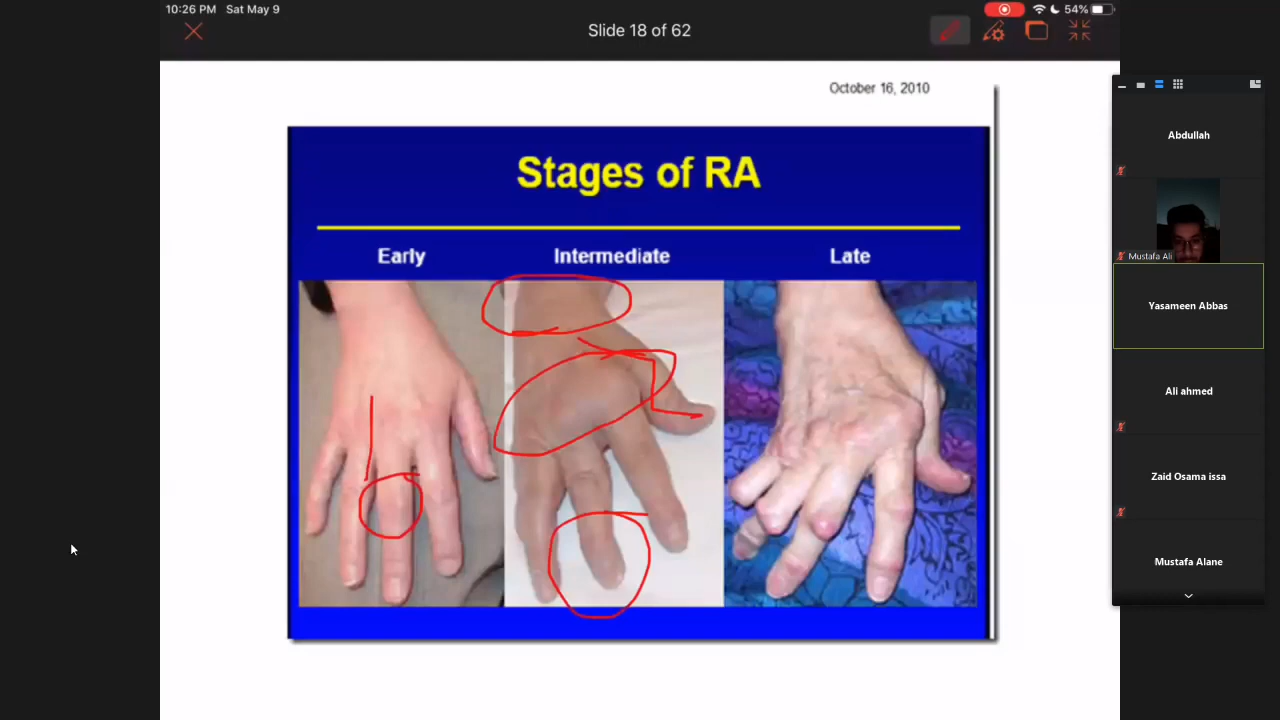 10:26 PM Sat May 9
54%
Slide 18 of 62
October 16, 2010
Stages of RA
Early Intermediate Late
Abdullah
Mustafa Ali
Yasameen Abbas
Ali ahmed
Zaid Osama issa
Mustafa Alane